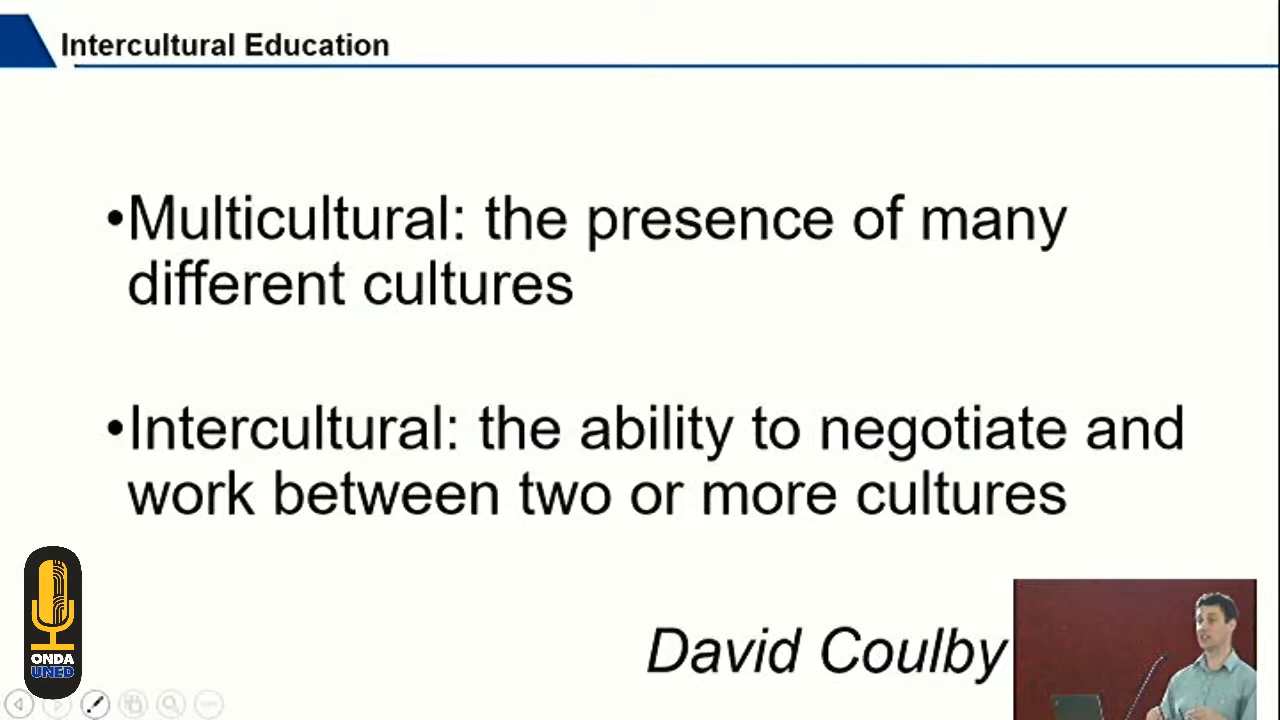 Intercultural Education
•Multicultural: the presence of many
different cultures
•Intercultural: the ability to negotiate and
work between two or more cultures
David Coulby
ONDA
UNED